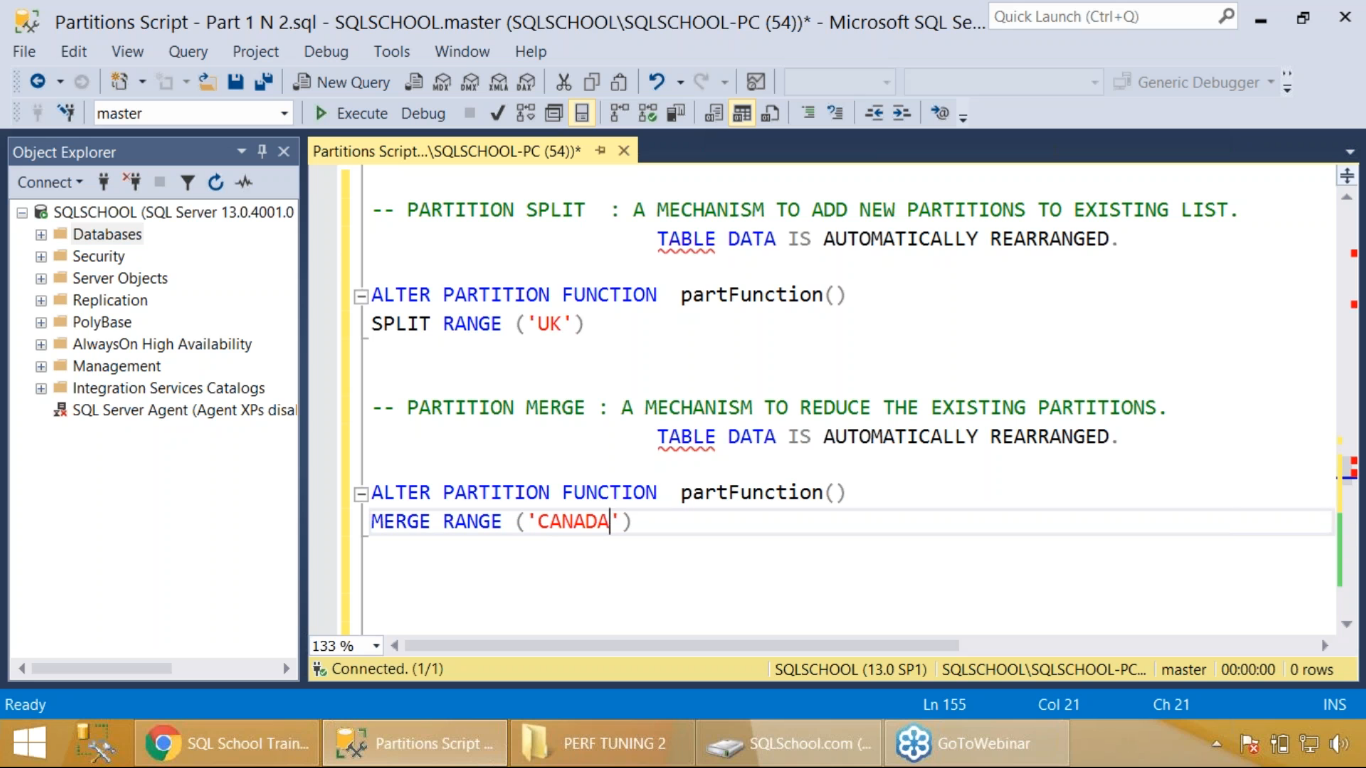 Partitions Script - Part 1 N 2.sql - SQLSCHOOL.master (SQLSCHOOL\SQLSCHOOL-PC (54))* - Microsoft SQL Se...
Quick Launch (Ctrl+Q)
File Edit View Query Project Debug Tools Window Help
New Query
MDX DMX XMLA DAX
Generic Debugger
master
Execute Debug
Object Explorer
Partitions Script...\SQLSCHOOL-PC (54))*
Connect
SQLSCHOOL (SQL Server 13.0.4001.0
Databases
Security
Server Objects
Replication
PolyBase
AlwaysOn High Availability
Management
Integration Services Catalogs
SQL Server Agent (Agent XPs disal
-- PARTITION SPLIT : A MECHANISM TO ADD NEW PARTITIONS TO EXISTING LIST.
TABLE DATA IS AUTOMATICALLY REARRANGED.
ALTER PARTITION FUNCTION partFunction()
SPLIT RANGE ('UK')
-- PARTITION MERGE : A MECHANISM TO REDUCE THE EXISTING PARTITIONS.
TABLE DATA IS AUTOMATICALLY REARRANGED.
ALTER PARTITION FUNCTION partFunction()
MERGE RANGE ('CANADA')
133 %
Connected. (1/1)
SQLSCHOOL (13.0 SP1)
SQLSCHOOL\SQLSCHOOL-PC...
master
00:00:00
0 rows
Ready
Ln 155
Col 21
Ch 21
INS
SQL School Train...
Partitions Script ...
PERF TUNING 2
SQLSchool.com (...
GoToWebinar